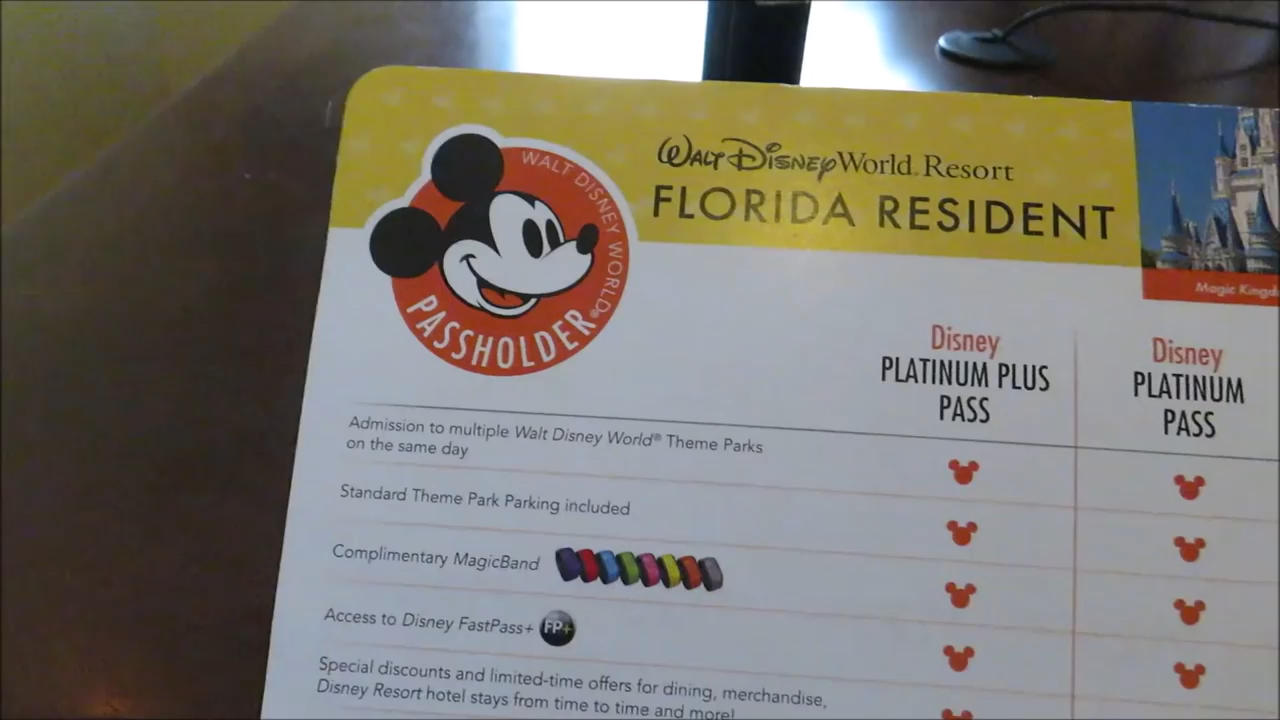 WALT DISNEY WORLD®
PASSHOLDER
WALT DISNEY World Resort
FLORIDA RESIDENT
Magic
Disney
PLATINUM PLUS
PASS
Disney
PLATINUM
PASS
Admission to multiple Walt Disney World® Theme Parks
on the same day
Standard Theme Park Parking included
Complimentary MagicBand
Access to Disney FastPass+ FP+
Special discounts and limited-time offers for dining, merchandise,
Disney Resort hotel stays from time to time and more!